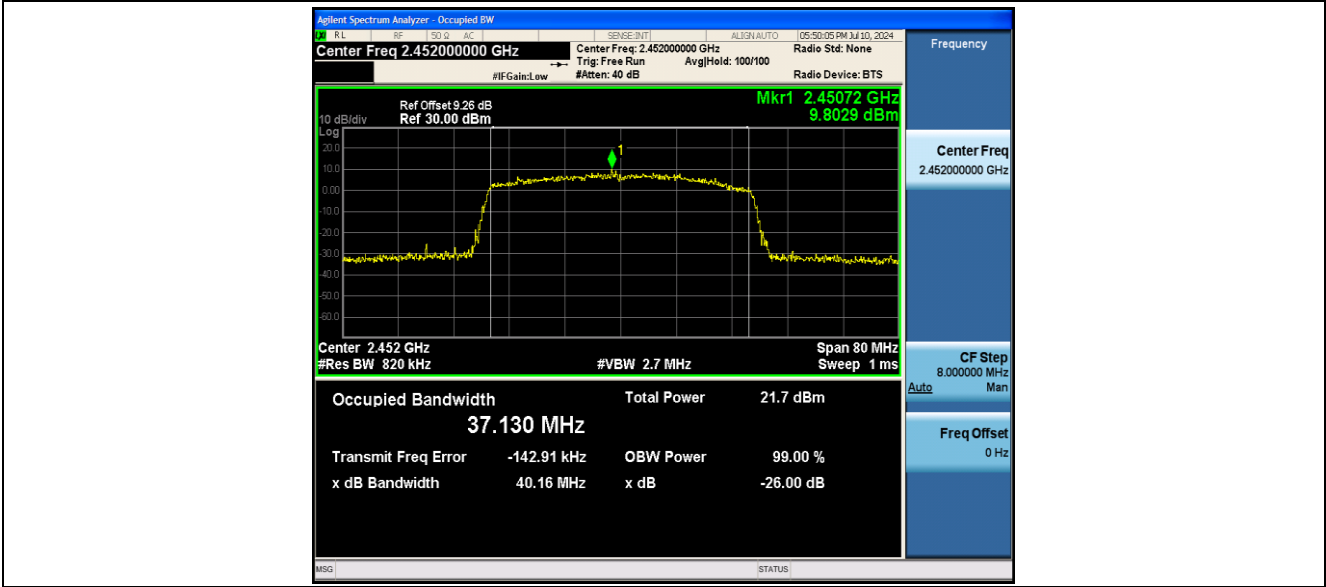 Agilent Spectrum Analyzer - Occupied BW
LXI RL RF 50 Ω AC SENSE:INT ALIGN AUTO 05:50:05 PM Jul 10, 2024
Center Freq 2.452000000 GHz
Center Freq: 2.452000000 GHz Radio Std: None
Trig: Free Run Avg|Hold: 100/100
#IFGain:Low #Atten: 40 dB Radio Device: BTS
Mkr1 2.45072 GHz
9.8029 dBm
Ref Offset 9.26 dB
10 dB/div Ref 30.00 dBm
Log
20.0
1
10.0
0.00
-10.0
-20.0
-30.0
-40.0
-50.0
-60.0
Center 2.452 GHz Span 80 MHz
#Res BW 820 kHz #VBW 2.7 MHz Sweep 1 ms
Occupied Bandwidth Total Power 21.7 dBm
37.130 MHz
Transmit Freq Error -142.91 kHz OBW Power 99.00 %
x dB Bandwidth 40.16 MHz x dB -26.00 dB
MSG STATUS
Frequency
Center Freq
2.452000000 GHz
CF Step
8.000000 MHz
Auto Man
Freq Offset
0 Hz